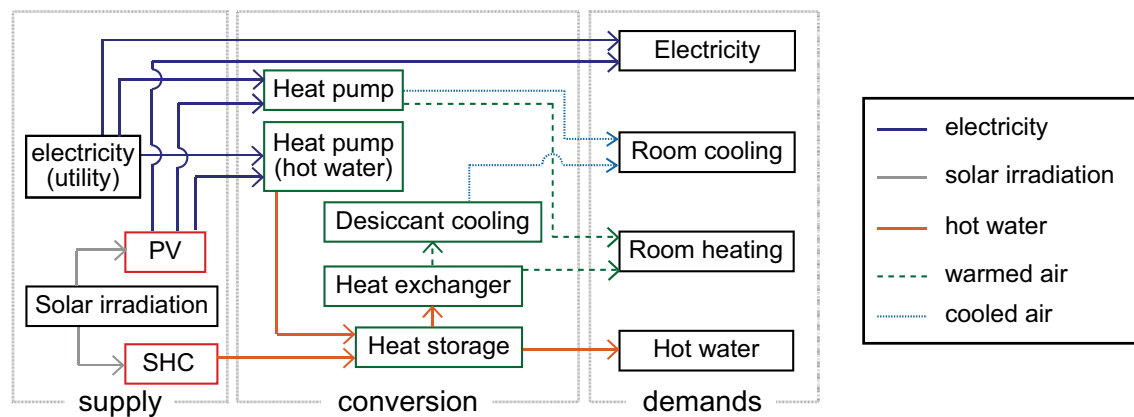 electricity
(utility)
PV
Solar irradiation
SHC
supply
Heat pump
Heat pump
(hot water)
Desiccant cooling
Heat exchanger
Heat storage
conversion
Electricity
Room cooling
Room heating
Hot water
demands
electricity
solar irradiation
hot water
warmed air
cooled air